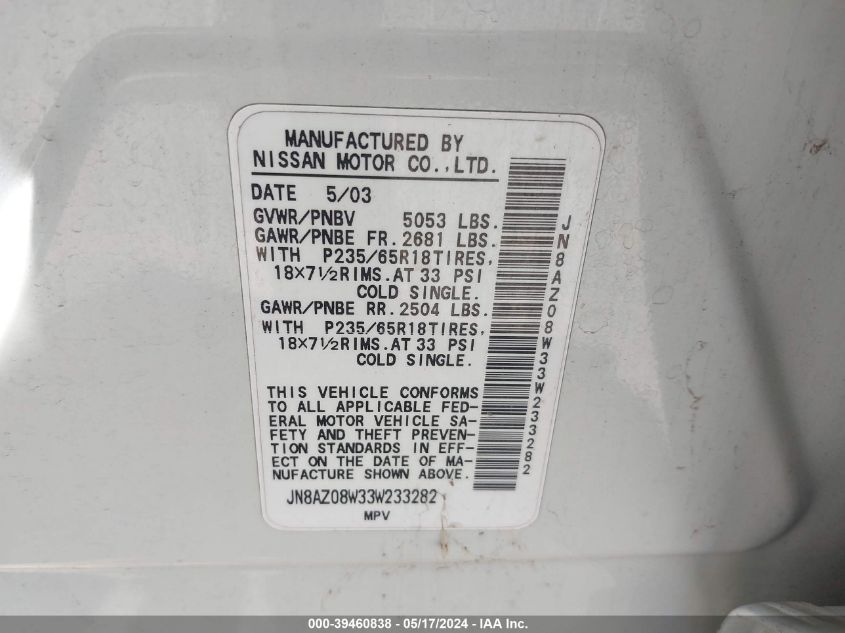 MANUFACTURED BY
NISSAN MOTOR CO.,LTD.
DATE 5/03
GVWR/PNBV 5053 LBS.
GAWR/PNBE FR. 2681 LBS.
WITH P235/65R18TIRES,
18×7½RIMS.AT 33 PSI
COLD SINGLE.
GAWR/PNBE RR. 2504 LBS.
WITH P235/65R18TIRES,
18×7½RIMS.AT 33 PSI
COLD SINGLE.
THIS VEHICLE CONFORMS
TO ALL APPLICABLE FED-
ERAL MOTOR VEHICLE SA-
FETY AND THEFT PREVEN-
TION STANDARDS IN EFF-
ECT ON THE DATE OF MA-
NUFACTURE SHOWN ABOVE.
JN8AZ08W33W233282
MPV
JN8AZ08W33W233282
000-39460838 - 05/17/2024 - IAA Inc.